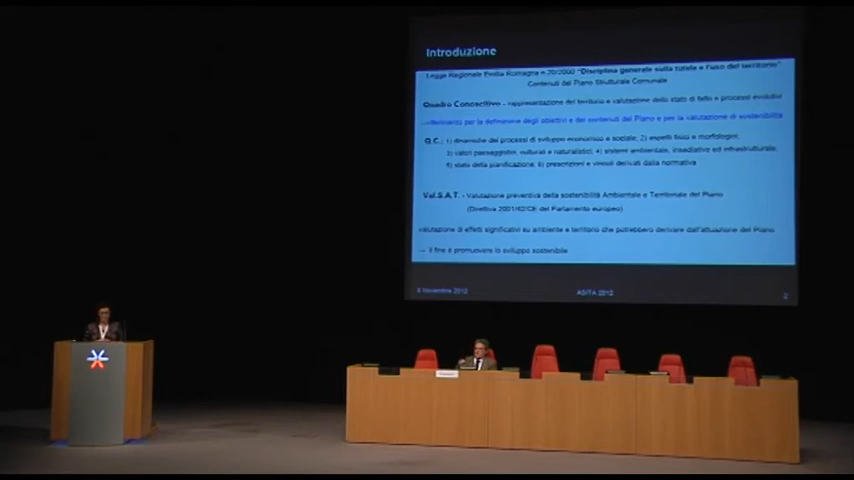 Introduzione
Legge Regionale Emilia Romagna n.20/2000 "Disciplina generale sulla tutela e l'uso del territorio"
Contenuti del Piano Strutturale Comunale
Quadro Conoscitivo - rappresentazione del territorio e valutazione dello stato di fatto e processi evolutivi
riferimento per la definizione degli obiettivi e dei contenuti del Piano e per la valutazione di sostenibilità
Q.C.: 1) dinamiche dei processi di sviluppo economico e sociale; 2) aspetti fisici e morfologici;
3) valori paesaggistici, culturali e naturalistici; 4) sistemi ambientale, insediativo ed infrastrutturale;
5) stato della pianificazione; 6) prescrizioni e vincoli derivati dalla normativa
Val.S.A.T. - Valutazione preventiva della sostenibilità Ambientale e Territoriale del Piano
(Direttiva 2001/42/CE del Parlamento europeo)
valutazione di effetti significativi su ambiente e territorio che potrebbero derivare dall'attuazione del Piano
→ il fine è promuovere lo sviluppo sostenibile
6 Novembre 2012 ASITA 2012 2